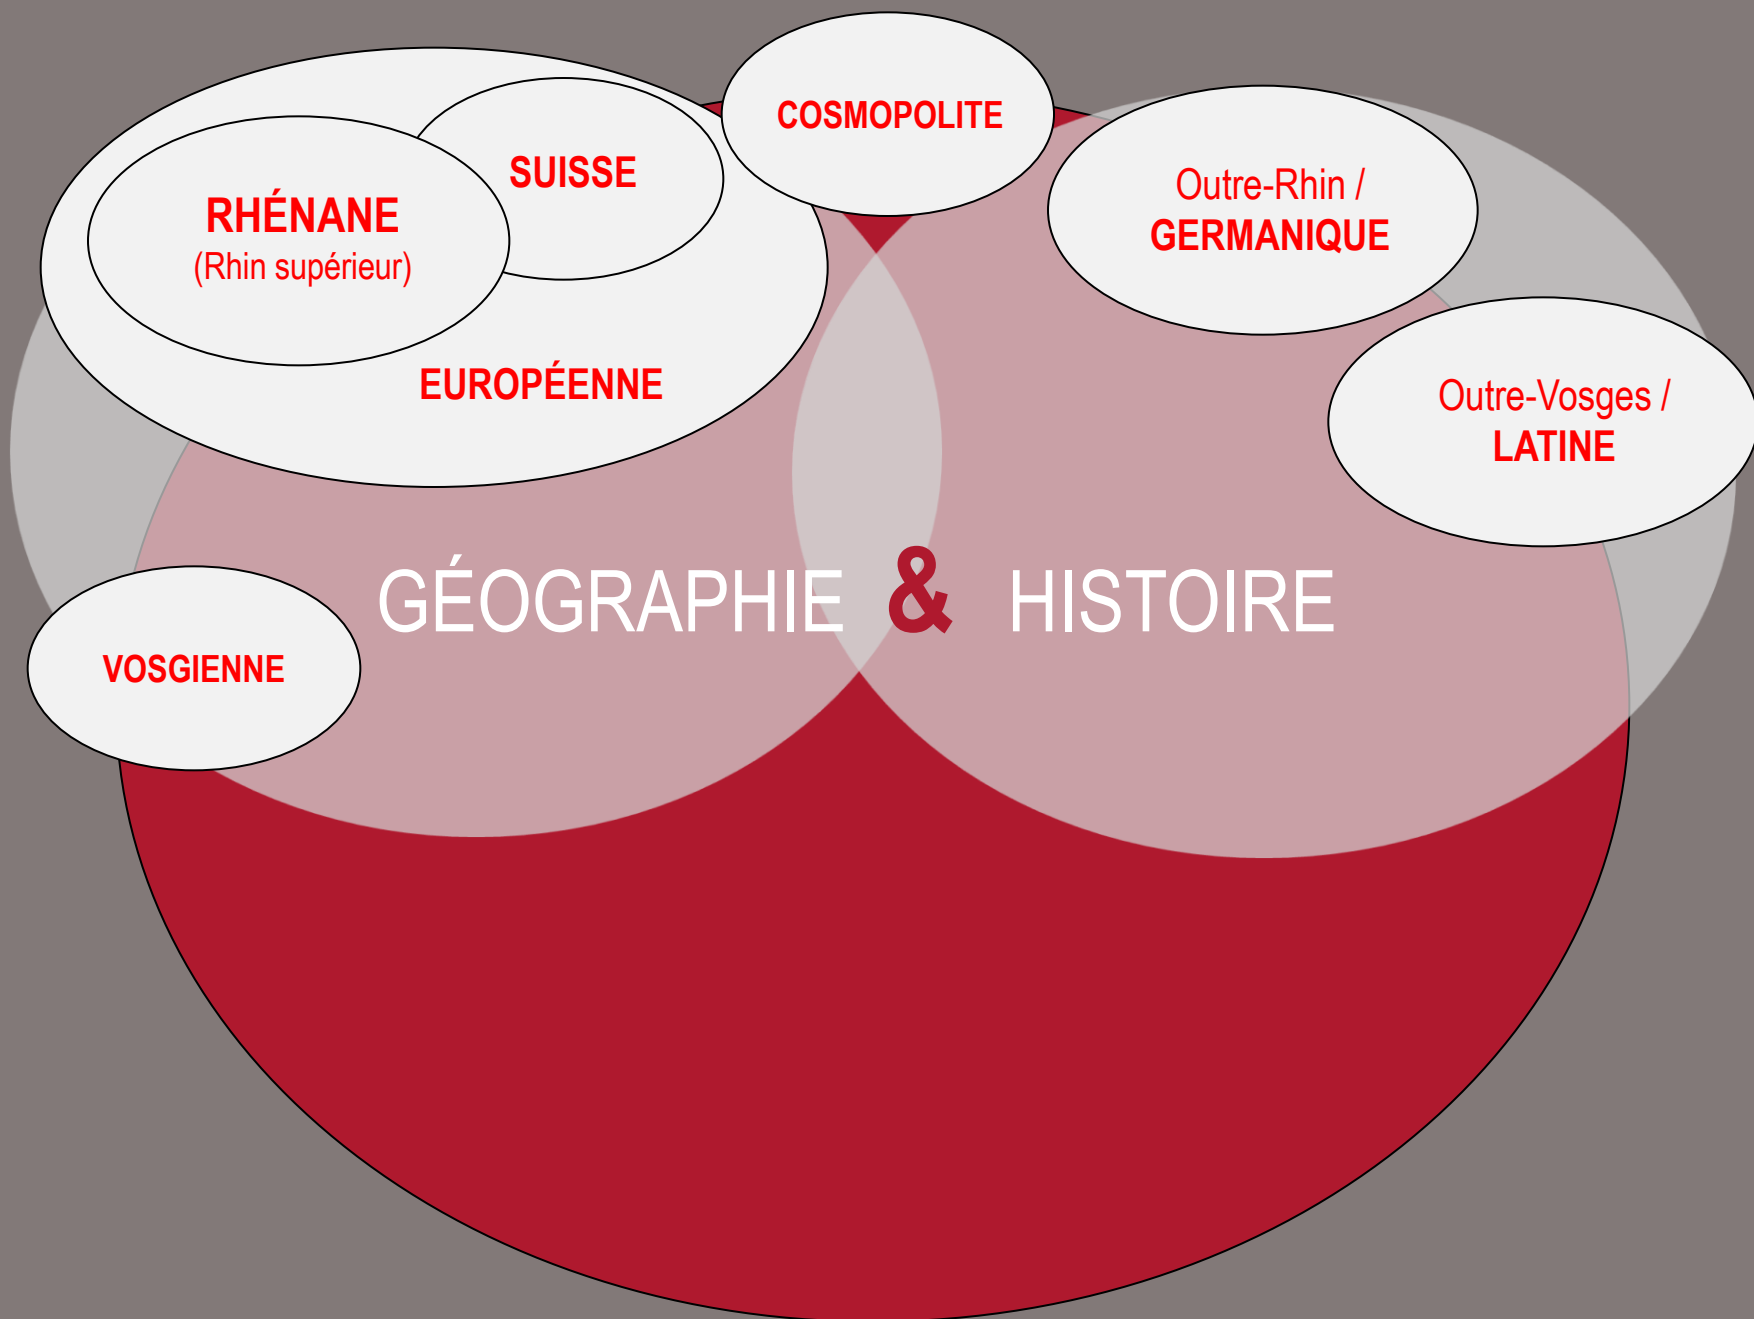 COSMOPOLITE
SUISSE
RHÉNANE
(Rhin supérieur)
EUROPÉENNE
Outre-Rhin /
GERMANIQUE
Outre-Vosges /
LATINE
GÉOGRAPHIE & HISTOIRE
VOSGIENNE